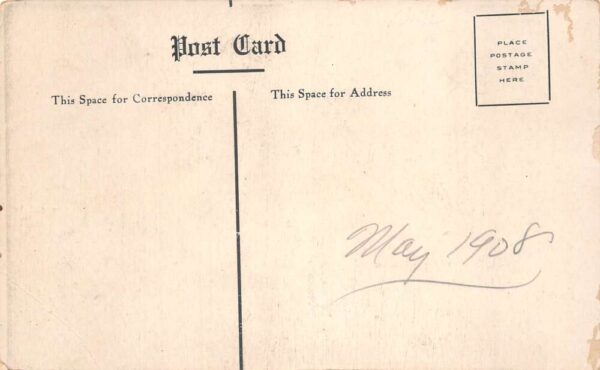 Post Card
This Space for Correspondence
This Space for Address
PLACE
POSTAGE
STAMP
HERE
May 1908